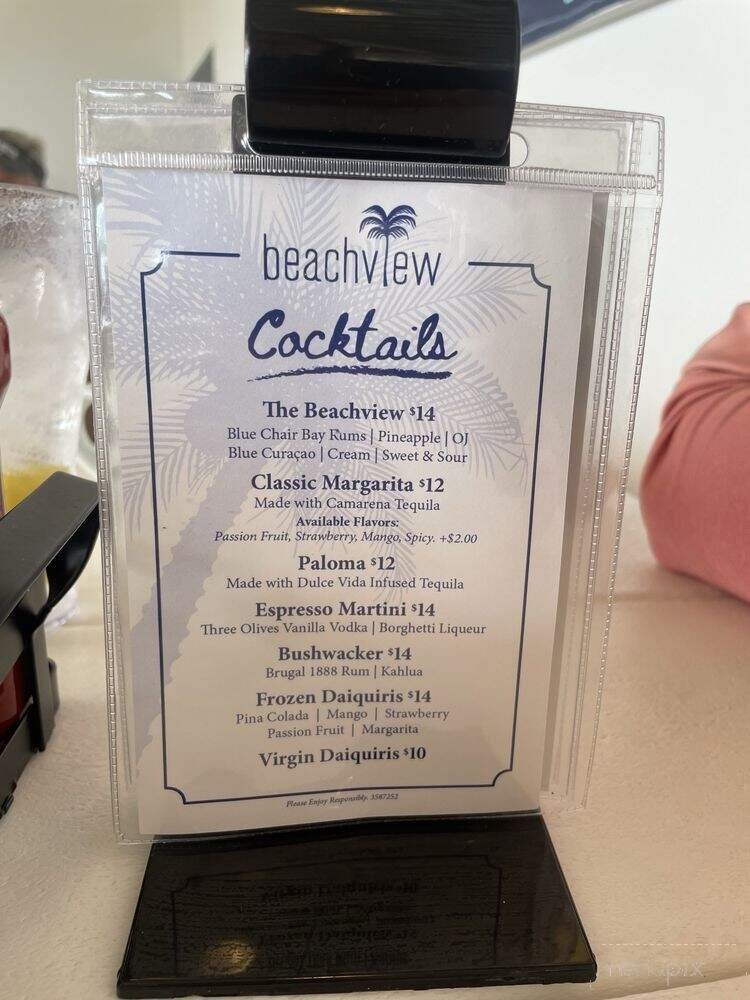 beachview
Cocktails
The Beachview $14
Blue Chair Bay Rums | Pineapple | OJ
Blue Curaçao | Cream | Sweet & Sour
Classic Margarita $12
Made with Camarena Tequila
Available Flavors:
Passion Fruit, Strawberry, Mango, Spicy. +$2.00
Paloma $12
Made with Dulce Vida Infused Tequila
Espresso Martini $14
Three Olives Vanilla Vodka | Borghetti Liqueur
Bushwacker $14
Brugal 1888 Rum | Kahlua
Frozen Daiquiris $14
Pina Colada | Mango | Strawberry
Passion Fruit | Margarita
Virgin Daiquiris $10
Please Enjoy Responsibly. 3587252